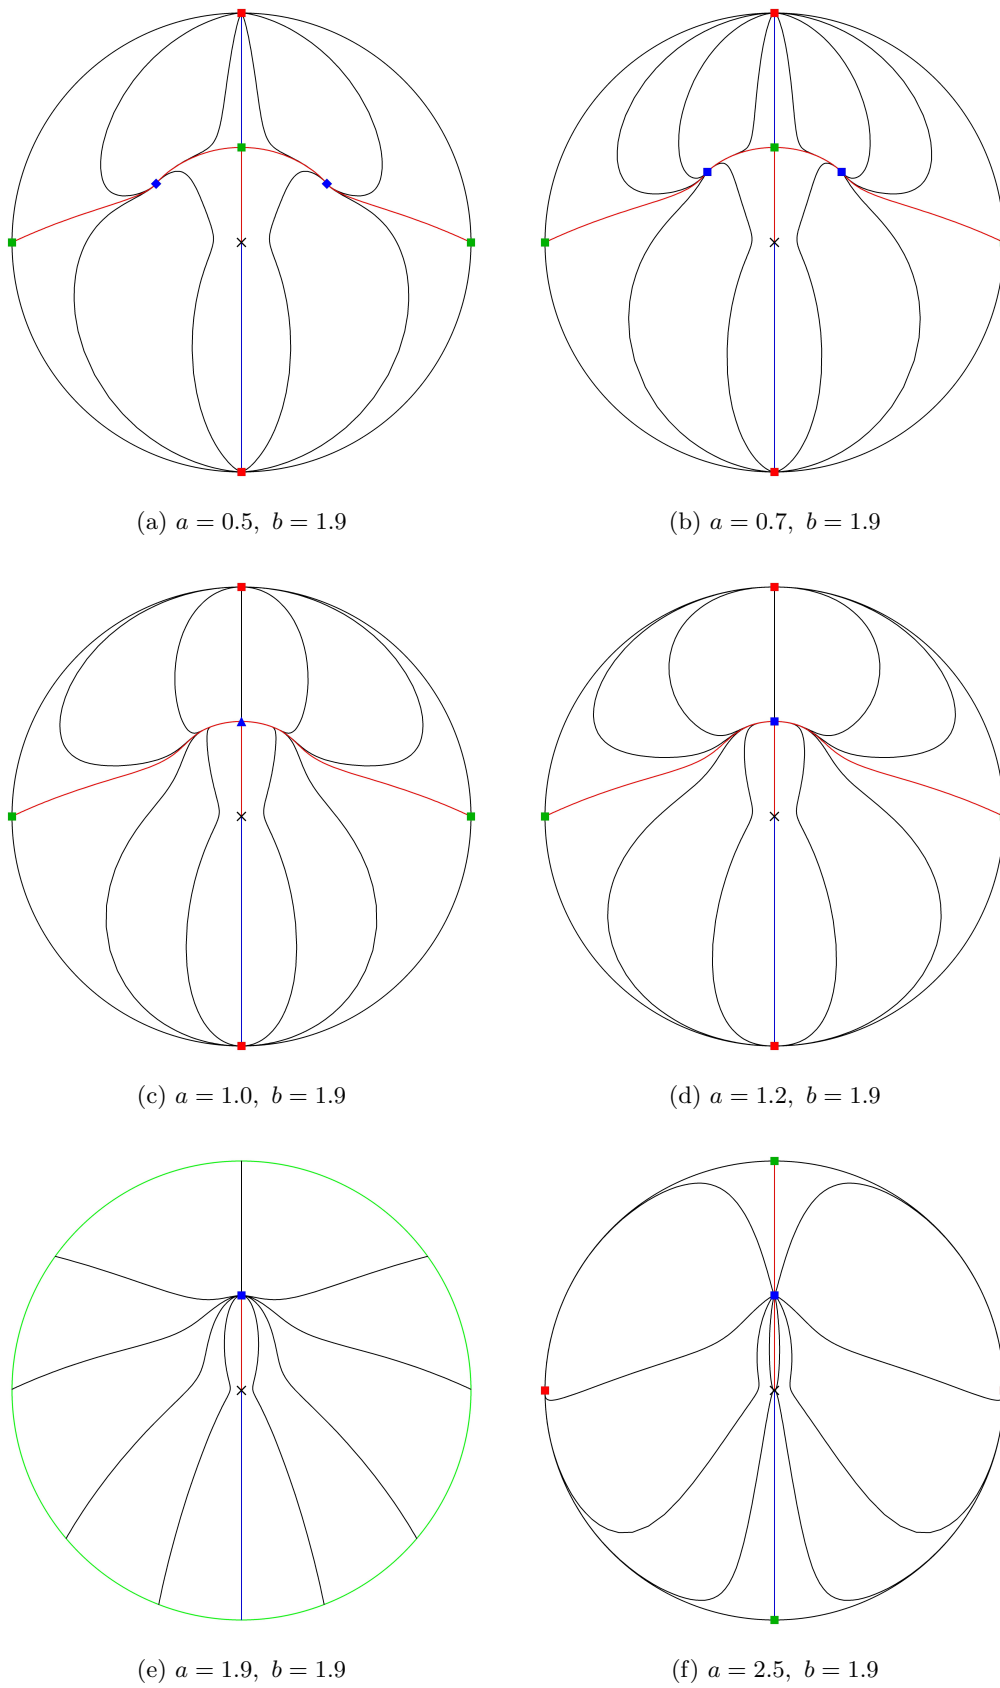 (a) a = 0.5, b = 1.9
(b) a = 0.7, b = 1.9
(c) a = 1.0, b = 1.9
(d) a = 1.2, b = 1.9
(e) a = 1.9, b = 1.9
(f) a = 2.5, b = 1.9